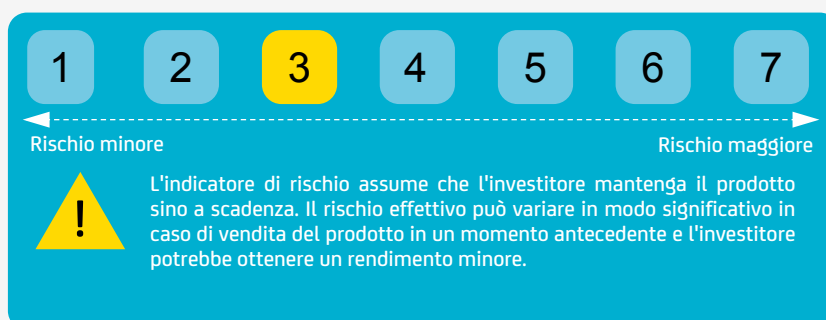 1 2 3 4 5 6 7
Rischio minore Rischio maggiore
! L'indicatore di rischio assume che l'investitore mantenga il prodotto
sino a scadenza. Il rischio effettivo può variare in modo significativo in
caso di vendita del prodotto in un momento antecedente e l'investitore
potrebbe ottenere un rendimento minore.